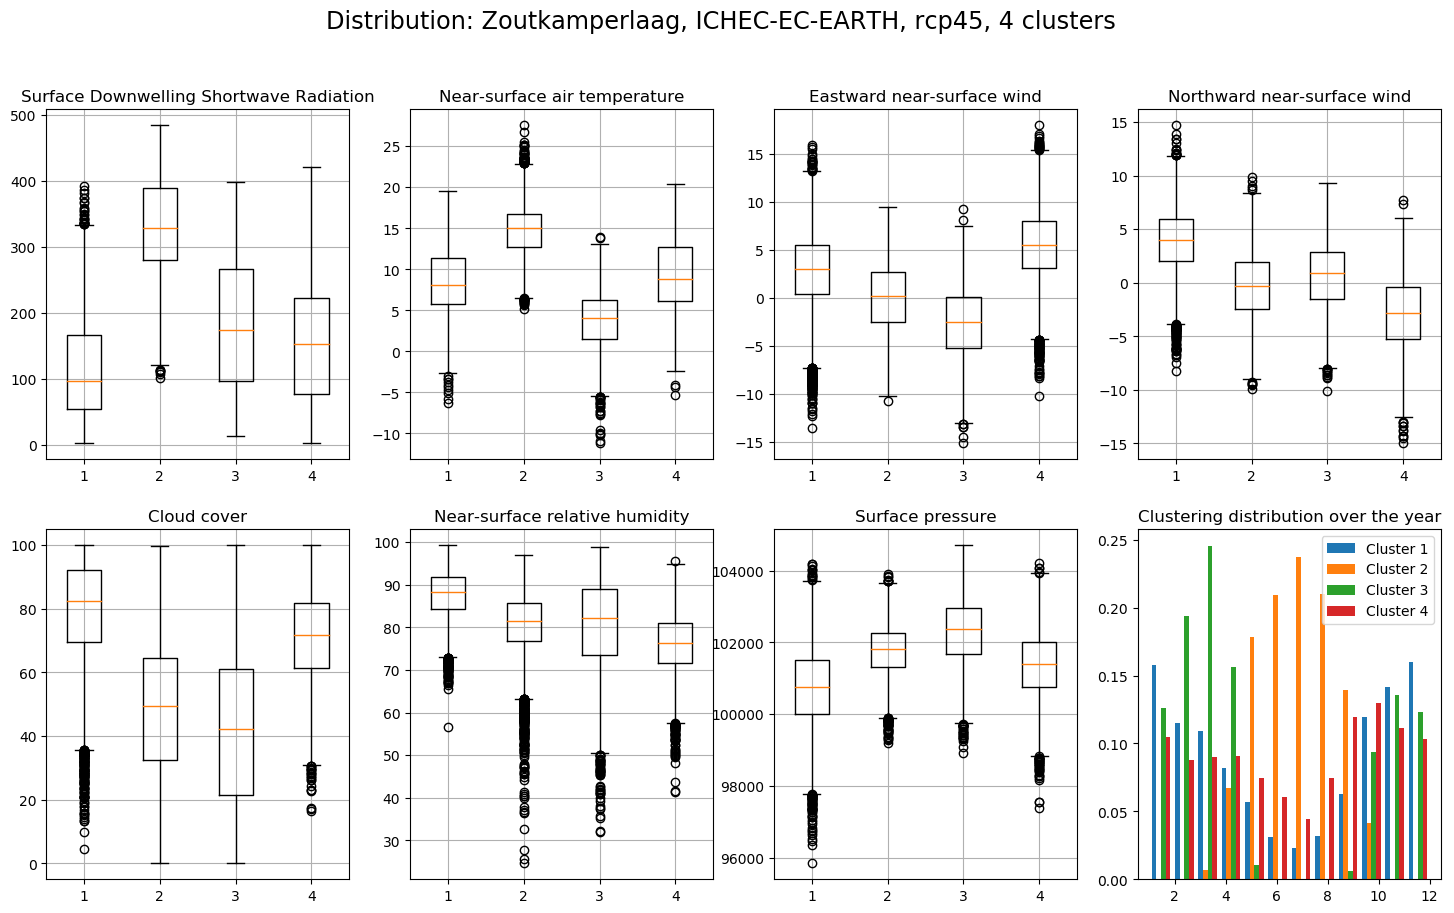 Distribution: Zoutkamperlaag, ICHEC-EC-EARTH, rcp45, 4 clusters
Surface Downwelling Shortwave Radiation
500
400
300
200
100
0
1 2 3 4
Near-surface air temperature
25
20
15
10
5
0
−5
−10
1 2 3 4
Eastward near-surface wind
15
10
5
0
−5
−10
−15
1 2 3 4
Northward near-surface wind
15
10
5
0
−5
−10
−15
1 2 3 4
Cloud cover
100
80
60
40
20
0
1 2 3 4
Near-surface relative humidity
100
90
80
70
60
50
40
30
1 2 3 4
Surface pressure
104000
102000
100000
98000
96000
1 2 3 4
Clustering distribution over the year
Cluster 1
Cluster 2
Cluster 3
Cluster 4
0.25
0.20
0.15
0.10
0.05
0.00
2 4 6 8 10 12